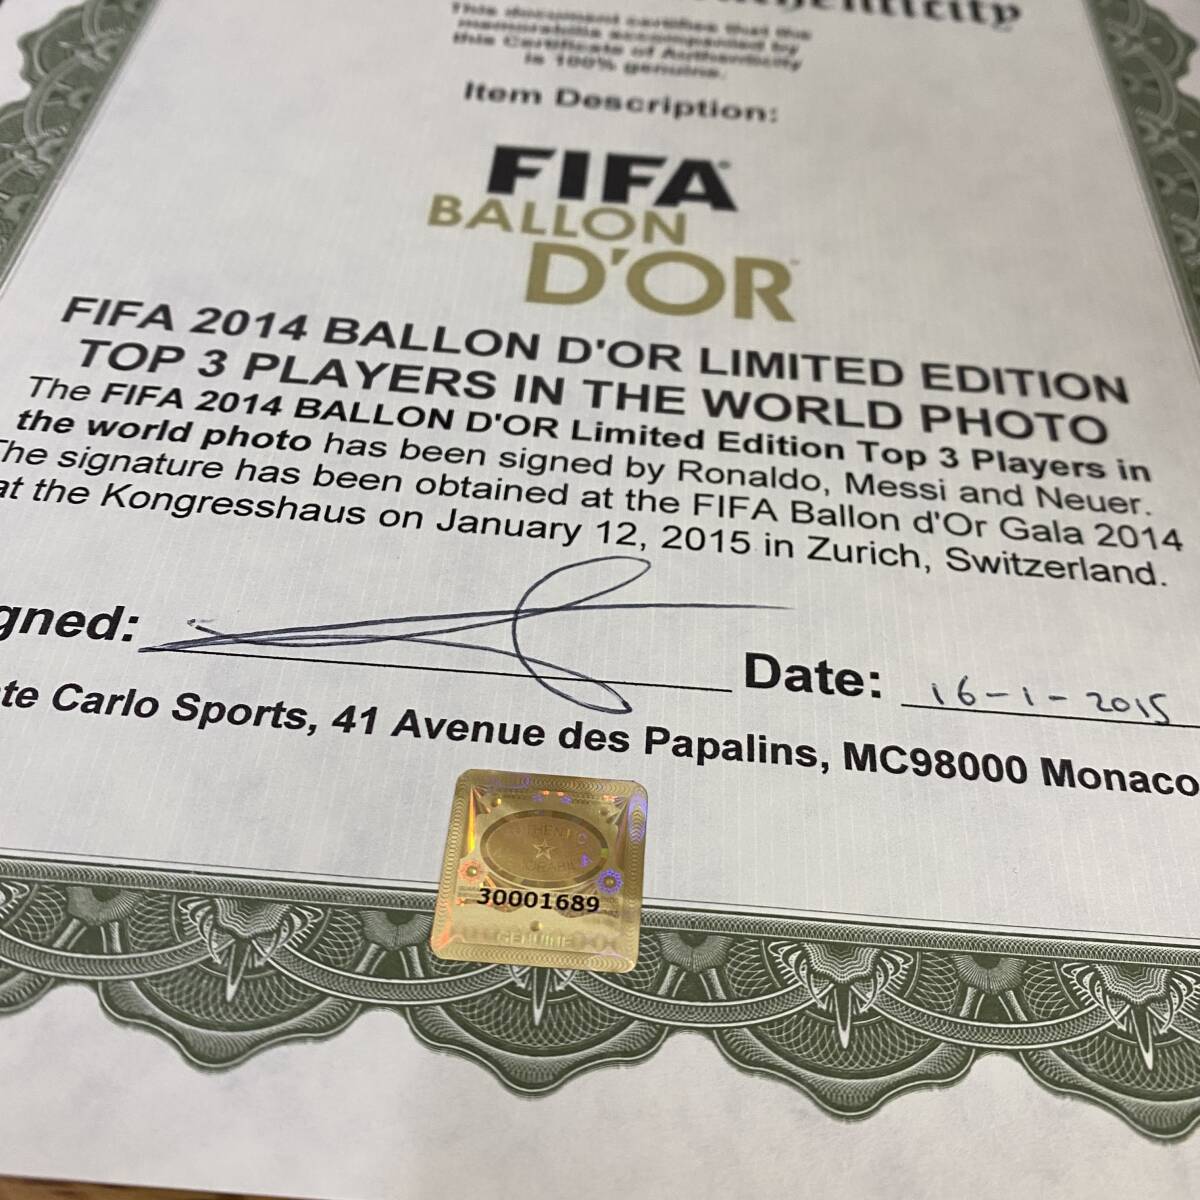 thenticity
This document certifies that the
memorabilia accompanied by
this Certificate of Authenticity
is 100% genuine.
Item Description:
FIFA
BALLON
D'OR
FIFA 2014 BALLON D'OR LIMITED EDITION
TOP 3 PLAYERS IN THE WORLD PHOTO
The FIFA 2014 BALLON D'OR Limited Edition Top 3 Players in
the world photo has been signed by Ronaldo, Messi and Neuer.
The signature has been obtained at the FIFA Ballon d'Or Gala 2014
at the Kongresshaus on January 12, 2015 in Zurich, Switzerland.
gned: Date: 16-1-2015
te Carlo Sports, 41 Avenue des Papalins, MC98000 Monaco
30001689
GENUINE